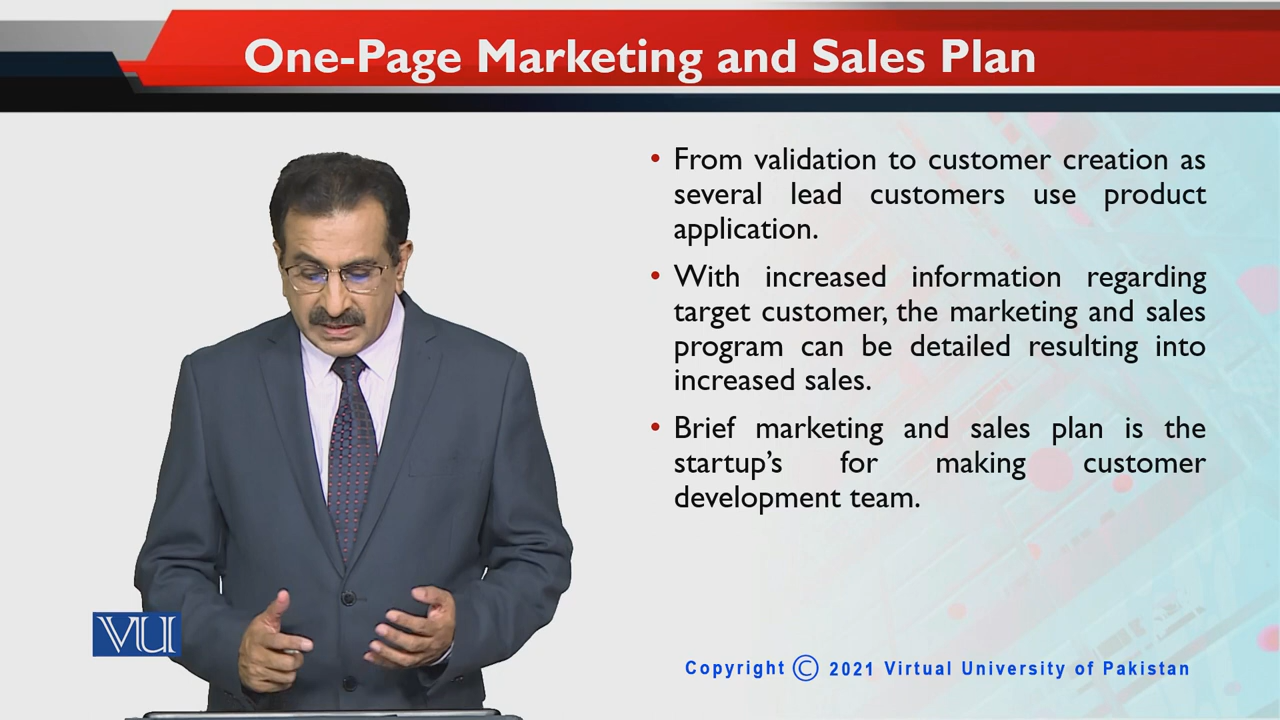 One-Page Marketing and Sales Plan
• From validation to customer creation as
several lead customers use product
application.
• With increased information regarding
target customer, the marketing and sales
program can be detailed resulting into
increased sales.
• Brief marketing and sales plan is the
startup’s for making customer
development team.
VU
Copyright © 2021 Virtual University of Pakistan